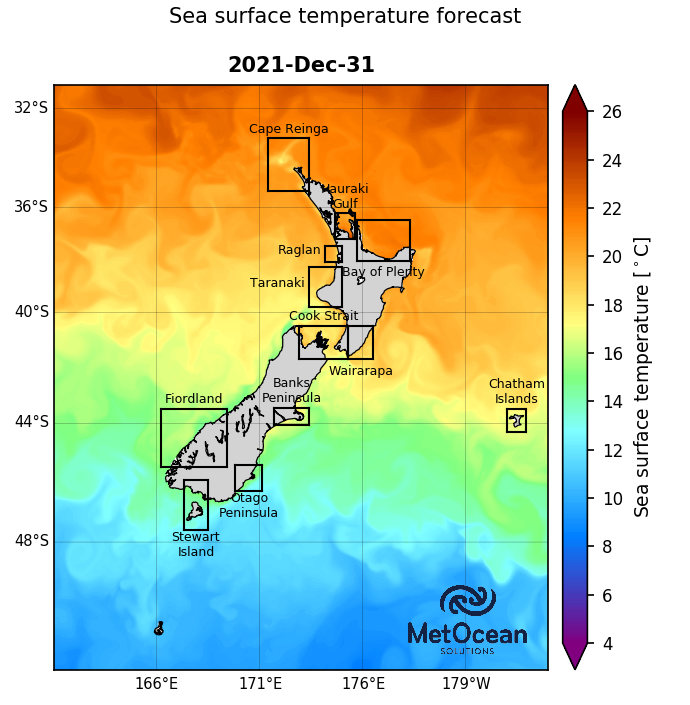 Sea surface temperature forecast
2021-Dec-31
32°S
36°S
40°S
44°S
48°S
Cape Reinga
Hauraki
Gulf
Raglan
Bay of Plenty
Taranaki
Cook Strait
Wairarapa
Banks
Peninsula
Fiordland
Chatham
Islands
Otago
Peninsula
Stewart
Island
MetOcean
SOLUTIONS
166°E
171°E
176°E
179°W
26
24
22
20
18
16
14
12
10
8
6
4
Sea surface temperature [°C]